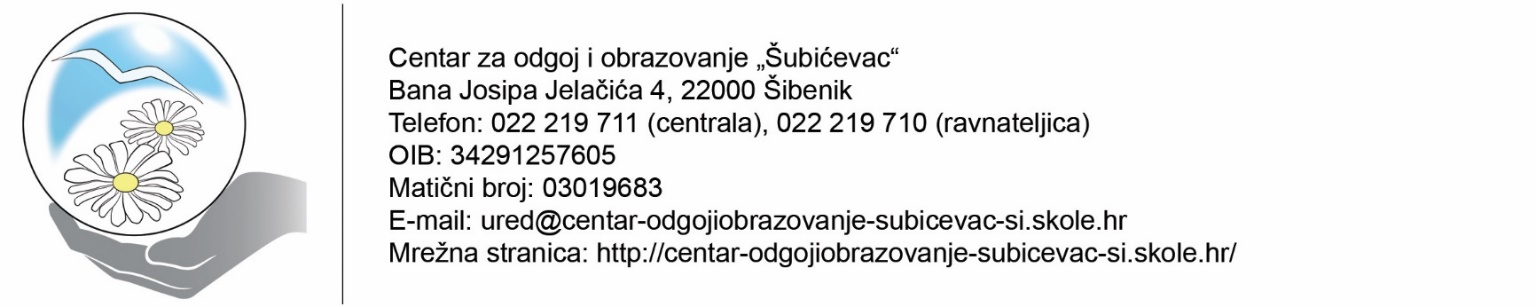 Centar za odgoj i obrazovanje „Šubićevac“
Bana Josipa Jelačića 4, 22000 Šibenik
Telefon: 022 219 711 (centrala), 022 219 710 (ravnateljica)
OIB: 34291257605
Matični broj: 03019683
E-mail: ured@centar-odgojiobrazovanje-subicevac-si.skole.hr
Mrežna stranica: http://centar-odgojiobrazovanje-subicevac-si.skole.hr/